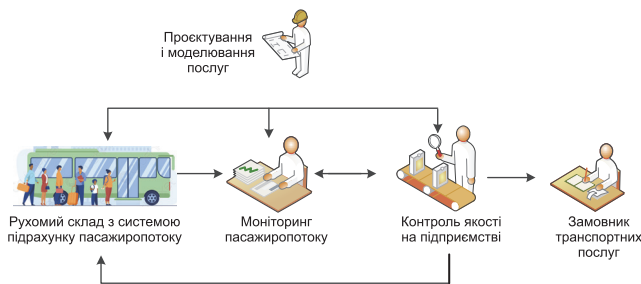 Проєктування
і моделювання
послуг
Рухомий склад з системою
підрахунку пасажиропотоку
Моніторинг
пасажиропотоку
Контроль якості
на підприємстві
Замовник
транспортних
послуг